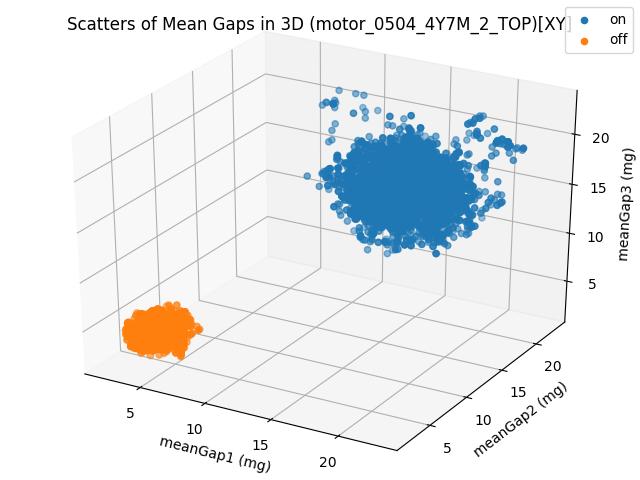 Scatters of Mean Gaps in 3D (motor_0504_4Y7M_2_TOP)[XY]
on
off
20
15
10
5
meanGap3 (mg)
20
15
10
5
meanGap2 (mg)
5
10
15
20
meanGap1 (mg)